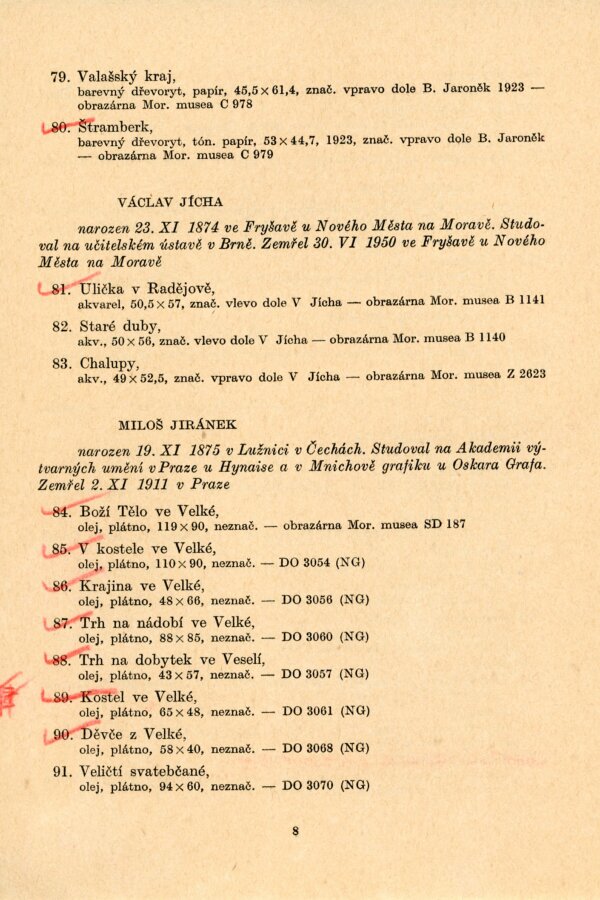 79. Valašský kraj,
barevný dřevoryt, papír, 45,5×61,4, znač. vpravo dole B. Jaroněk 1923 —
obrazárna Mor. musea C 978
80. Štramberk,
barevný dřevoryt, tón. papír, 53×44,7, 1923, znač. vpravo dole B. Jaroněk
— obrazárna Mor. musea C 979
VÁCLAV JÍCHA
narozen 23. XI 1874 ve Fryšavě u Nového Města na Moravě. Studo-
val na učitelském ústavě v Brně. Zemřel 30. VI 1950 ve Fryšavě u Nového
Města na Moravě
81. Ulička v Radějově,
akvarel, 50,5×57, znač. vlevo dole V Jícha — obrazárna Mor. musea B 1141
82. Staré duby,
akv., 50×56, znač. vlevo dole V Jícha — obrazárna Mor. musea B 1140
83. Chalupy,
akv., 49×52,5, znač. vpravo dole V Jícha — obrazárna Mor. musea Z 2623
MILOŠ JIRÁNEK
narozen 19. XI 1875 v Lužnici v Čechách. Studoval na Akademii vý-
tvarných umění v Praze u Hynaise a v Mnichově grafiku u Oskara Grafa.
Zemřel 2. XI 1911 v Praze
84. Boží Tělo ve Velké,
olej, plátno, 119×90, neznač. — obrazárna Mor. musea SD 187
85. V kostele ve Velké,
olej, plátno, 110×90, neznač. — DO 3054 (NG)
86. Krajina ve Velké,
olej, plátno, 48×66, neznač. — DO 3056 (NG)
87. Trh na nádobí ve Velké,
olej, plátno, 88×85, neznač. — DO 3060 (NG)
88. Trh na dobytek ve Veselí,
olej, plátno, 43×57, neznač. — DO 3057 (NG)
89. Kostel ve Velké,
olej, plátno, 65×48, neznač. — DO 3061 (NG)
90. Děvče z Velké,
olej, plátno, 58×40, neznač. — DO 3068 (NG)
91. Veličtí svatebčané,
olej, plátno, 94×60, neznač. — DO 3070 (NG)
8